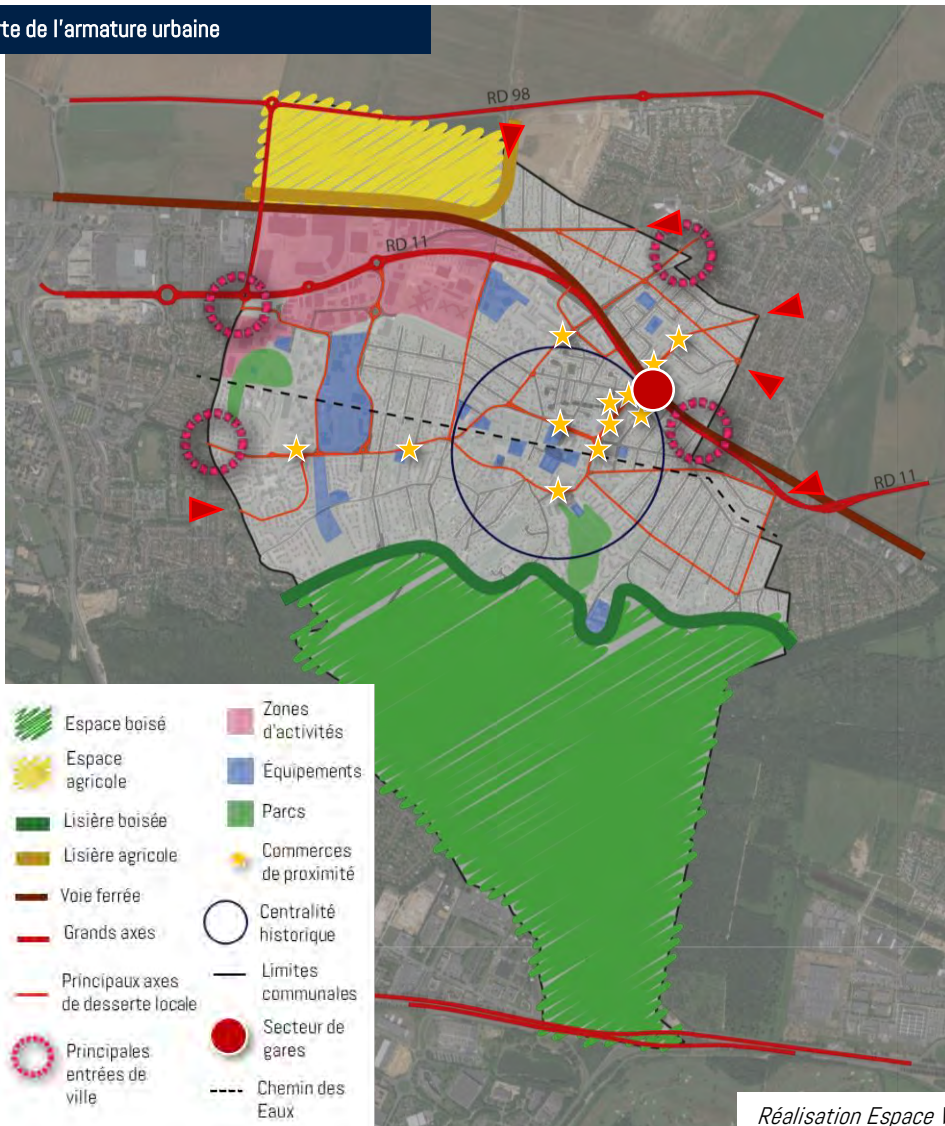 rte de l'armature urbaine
RD 98
RD 11
RD 11
Espace boisé
Espace
agricole
Lisière boisée
Lisière agricole
Voie ferrée
Grands axes
Principaux axes
de desserte locale
Principales
entrées de
ville
Zones
d'activités
Équipements
Parcs
Commerces
de proximité
Centralité
historique
Limites
communales
Secteur de
gares
Chemin des
Eaux
Réalisation Espace